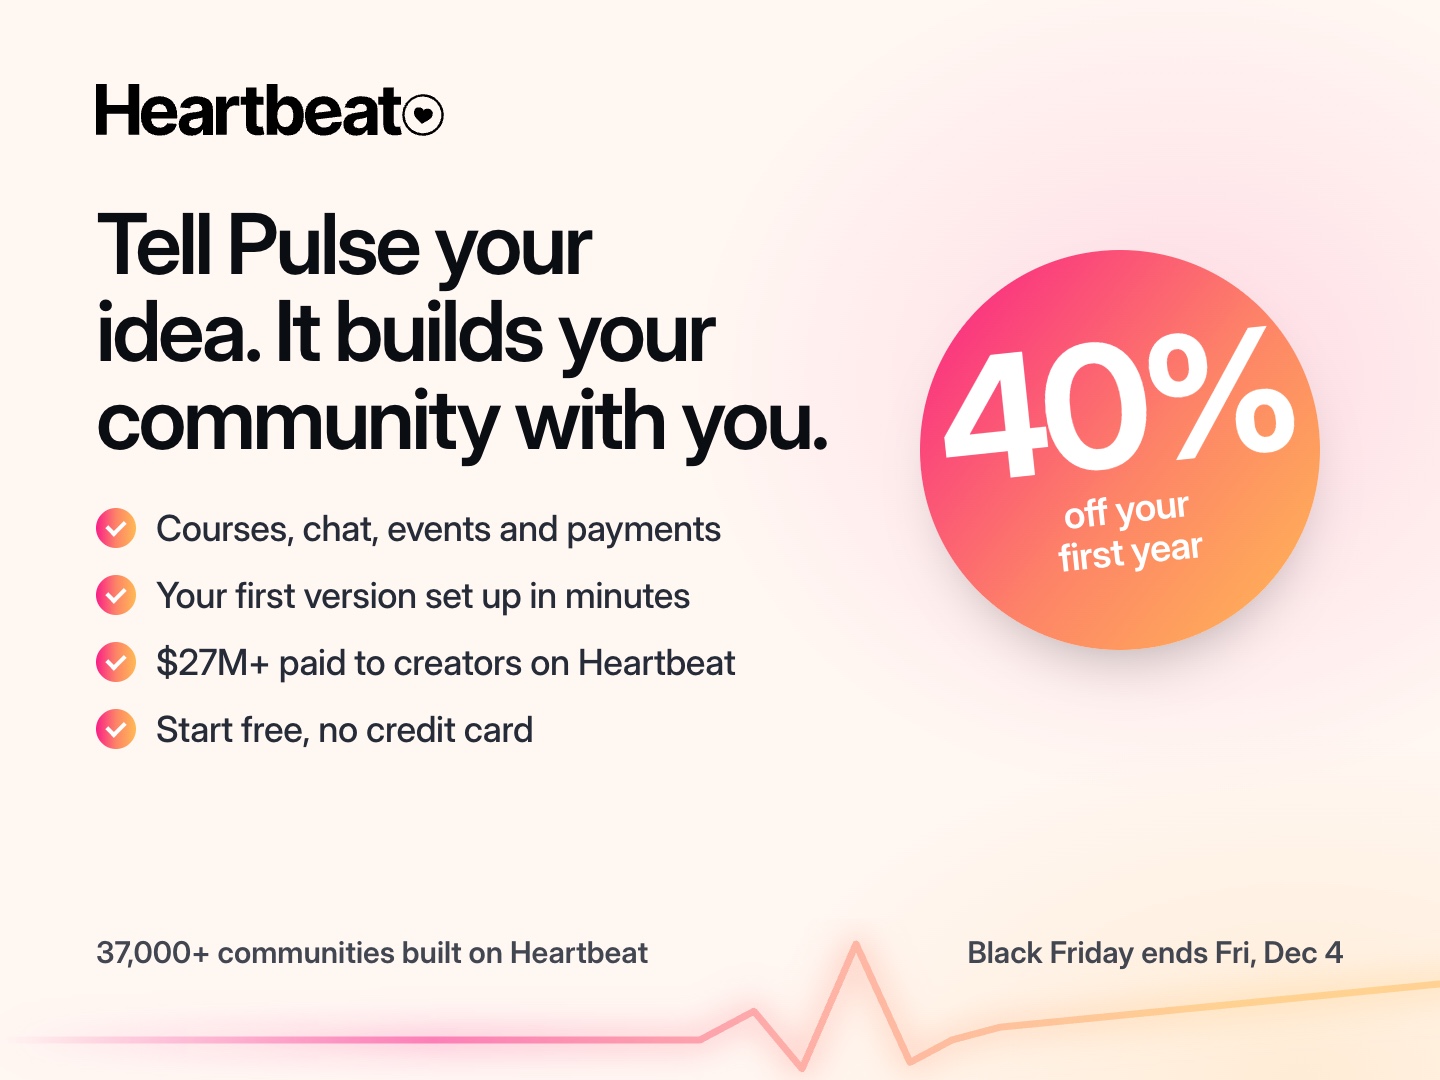 Heartbeat
Tell Pulse your
idea. It builds your
community with you.
Courses, chat, events and payments
Your first version set up in minutes
$27M+ paid to creators on Heartbeat
Start free, no credit card
40%
off your
first year
37,000+ communities built on Heartbeat
Black Friday ends Fri, Dec 4